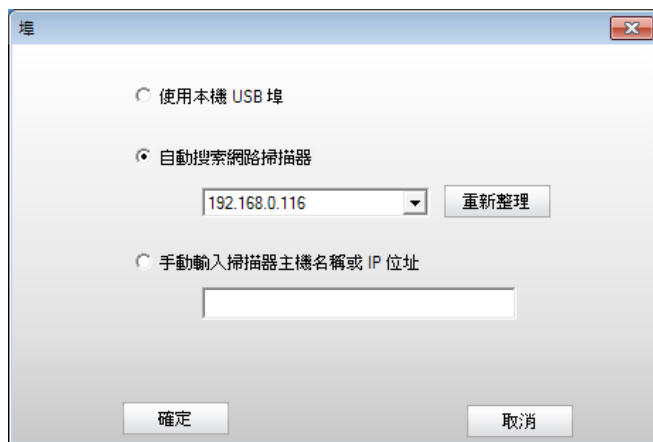 埠
使用本機 USB 埠
自動搜索網路掃描器
192.168.0.116
重新整理
手動輸入掃描器主機名稱或 IP 位址
確定
取消